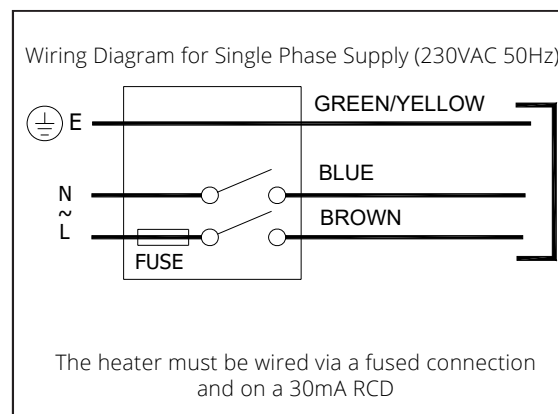 Wiring Diagram for Single Phase Supply (230VAC 50Hz)
GREEN/YELLOW
E
BLUE
N
~
L
BROWN
FUSE
The heater must be wired via a fused connection
and on a 30mA RCD